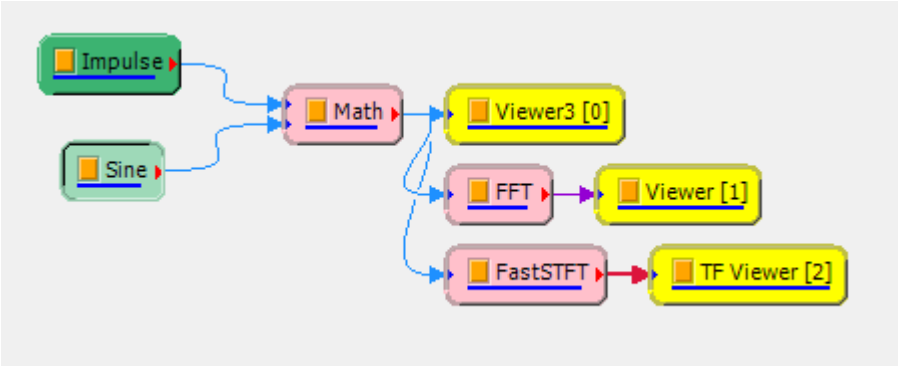 Impulse
Math
Viewer3 [0]
Sine
FFT
Viewer [1]
FastSTFT
TF Viewer [2]